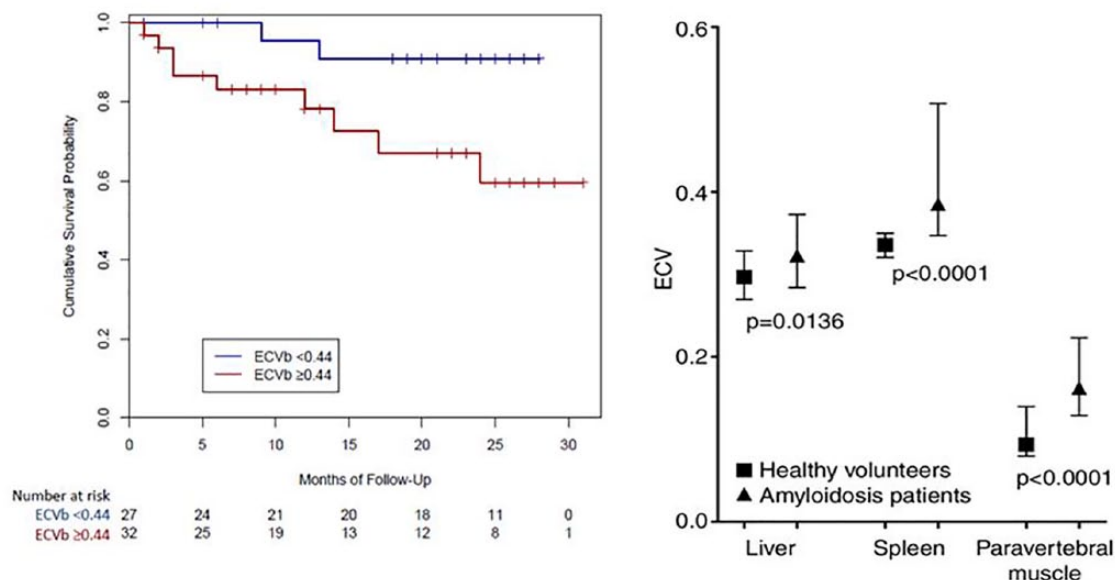 Cumulative Survival Probability
1.0
0.8
0.6
0.4
0.2
0.0
0 5 10 15 20 25 30
Months of Follow-Up
ECVb <0.44
ECVb ≥0.44
Number at risk
ECVb <0.44 27 24 21 20 18 11 0
ECVb ≥0.44 32 25 19 13 12 8 1
ECV
0.6
0.4
0.2
0.0
p=0.0136
p<0.0001
p<0.0001
Healthy volunteers
Amyloidosis patients
Liver Spleen Paravertebral
muscle